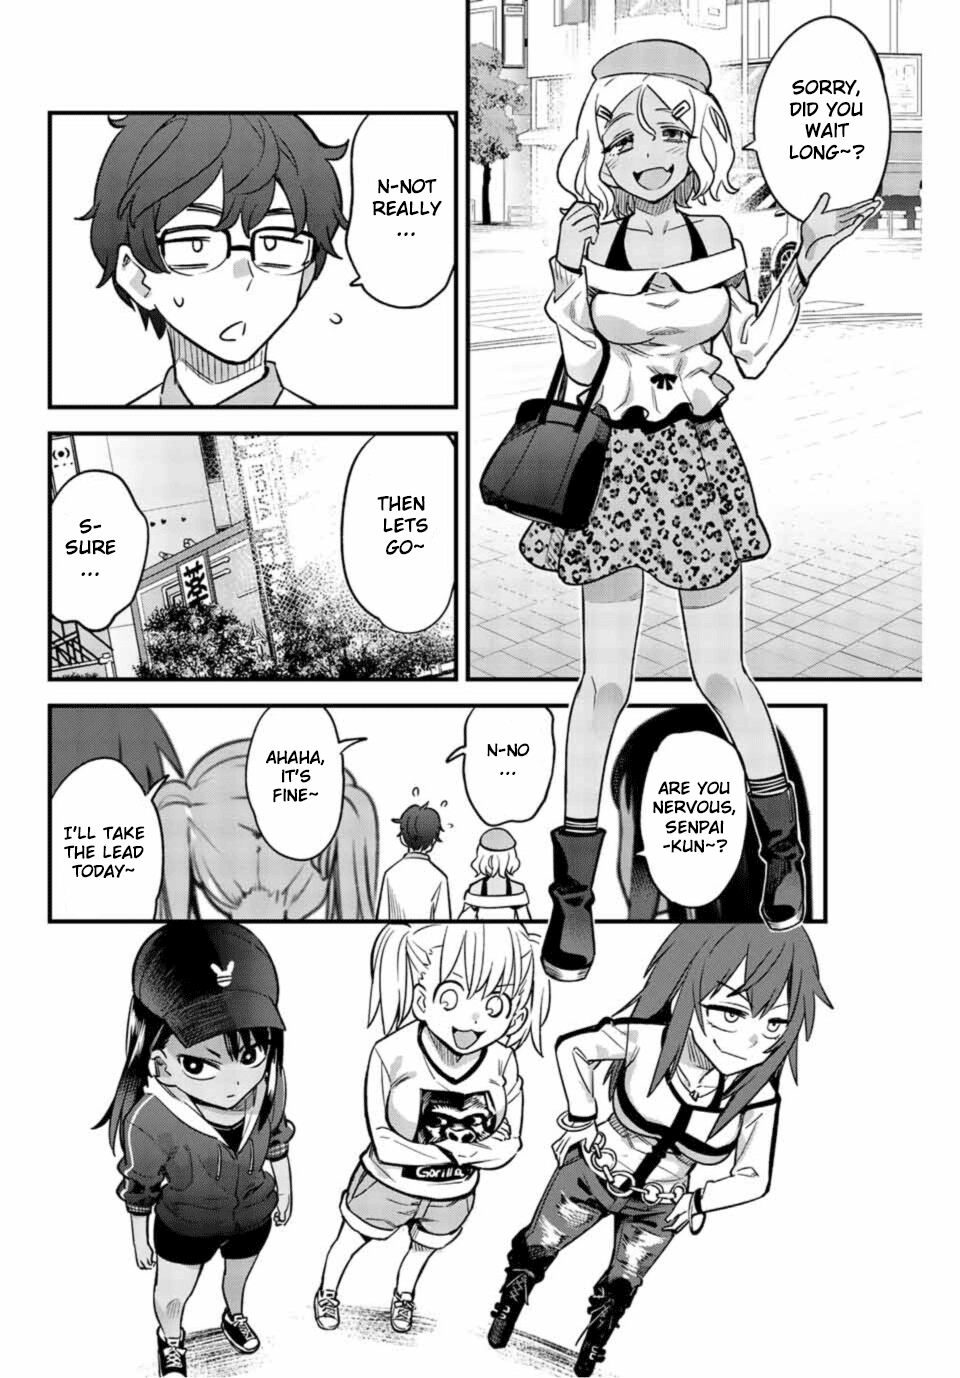 SORRY,
DID YOU
WAIT
LONG~?
N-NOT
REALLY
...
THEN
LETS
GO~
S-
SURE
...
ARE YOU
NERVOUS,
SENPAI
-KUN~?
N-NO
...
AHAHA,
IT'S
FINE~
I'LL TAKE
THE LEAD
TODAY~
Gorilla